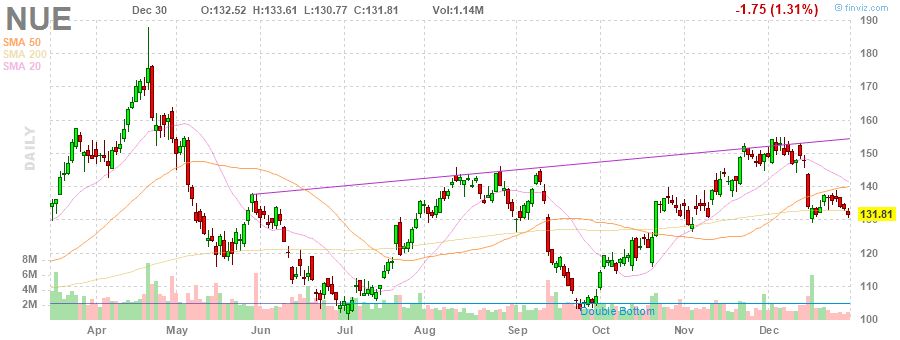 NUE Dec 30 O:132.52 H:133.61 L:130.77 C:131.81 Vol:1.14M -1.75 (1.31%) © finviz.com
SMA 50
SMA 200
SMA 20
DAILY
190
180
170
160
150
140
131.81
120
110
100
8M
6M
4M
2M
Double Bottom
Apr May Jun Jul Aug Sep Oct Nov Dec